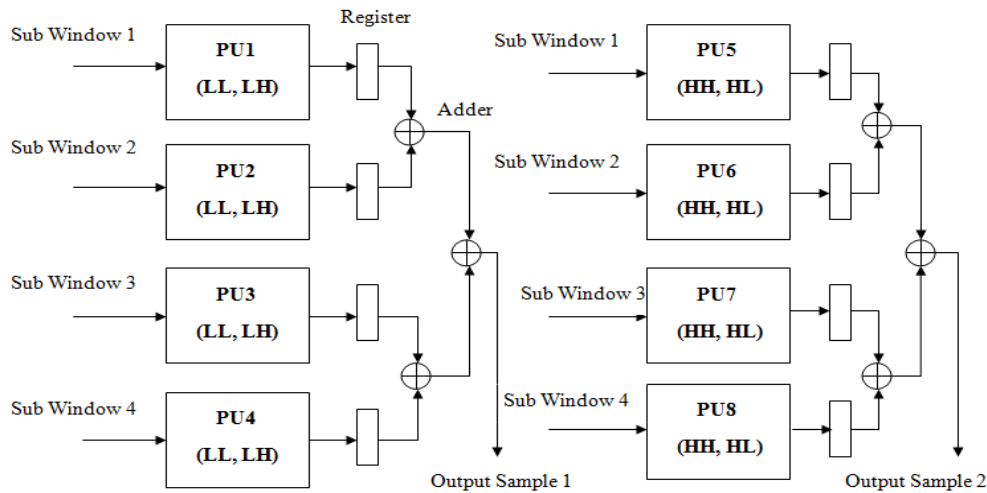 Register
Sub Window 1
PU1
(LL, LH)
Adder
Sub Window 2
PU2
(LL, LH)
Sub Window 3
PU3
(LL, LH)
Sub Window 4
PU4
(LL, LH)
Output Sample 1
Sub Window 1
PU5
(HH, HL)
Sub Window 2
PU6
(HH, HL)
Sub Window 3
PU7
(HH, HL)
Sub Window 4
PU8
(HH, HL)
Output Sample 2